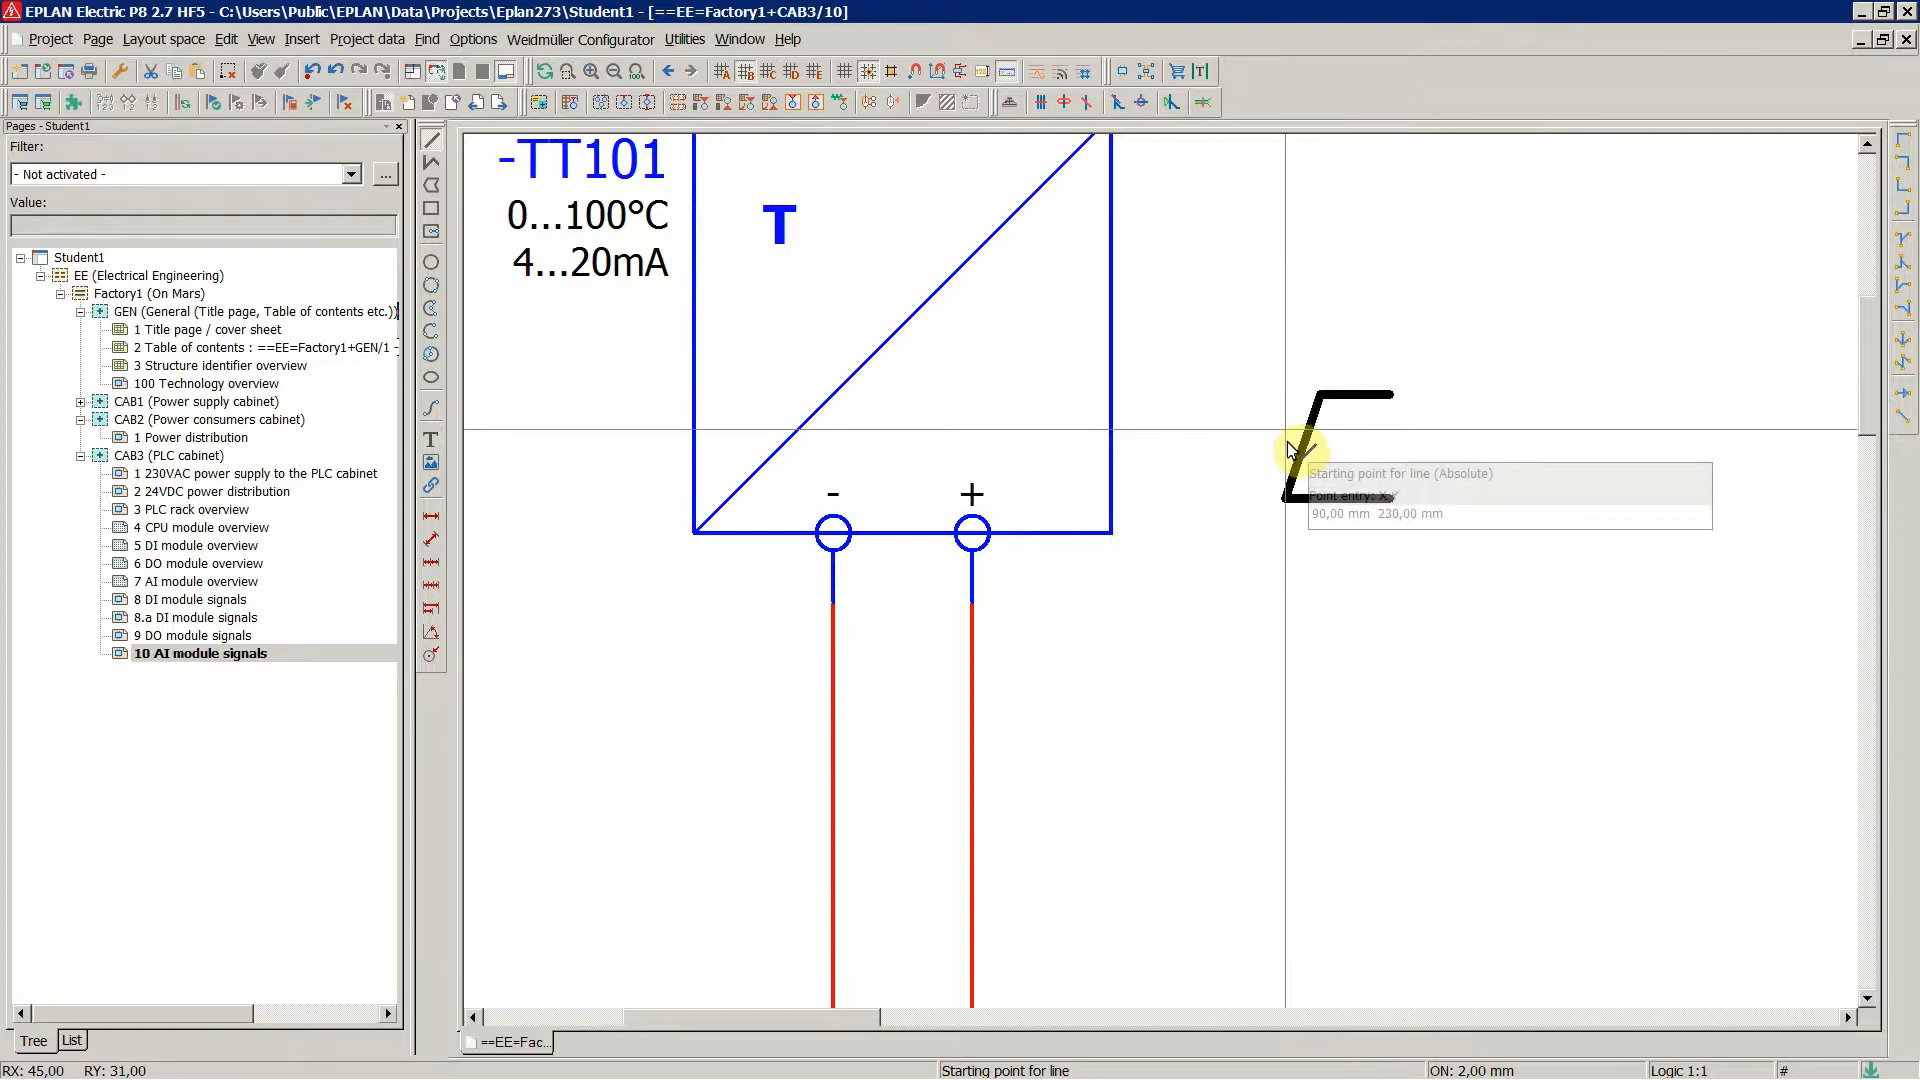 EPLAN Electric P8 2.7 HF5 - C:\Users\Public\EPLAN\Data\Projects\Eplan273\Student1 - [==EE=Factory1+CAB3/10]
Project Page Layout space Edit View Insert Project data Find Options Weidmüller Configurator Utilities Window Help
Pages - Student1
Filter:
- Not activated -
...
Value:
Student1
EE (Electrical Engineering)
Factory1 (On Mars)
GEN (General (Title page, Table of contents etc.))
1 Title page / cover sheet
2 Table of contents : ==EE=Factory1+GEN/1 -
3 Structure identifier overview
100 Technology overview
CAB1 (Power supply cabinet)
CAB2 (Power consumers cabinet)
1 Power distribution
CAB3 (PLC cabinet)
1 230VAC power supply to the PLC cabinet
2 24VDC power distribution
3 PLC rack overview
4 CPU module overview
5 DI module overview
6 DO module overview
7 AI module overview
8 DI module signals
8.a DI module signals
9 DO module signals
10 AI module signals
Tree List
-TT101
0...100°C
4...20mA
T
- +
Starting point for line (Absolute)
Point entry: X Y
90,00 mm 230,00 mm
==EE=Fac...
RX: 45,00 RY: 31,00 Starting point for line ON: 2,00 mm Logic 1:1 #